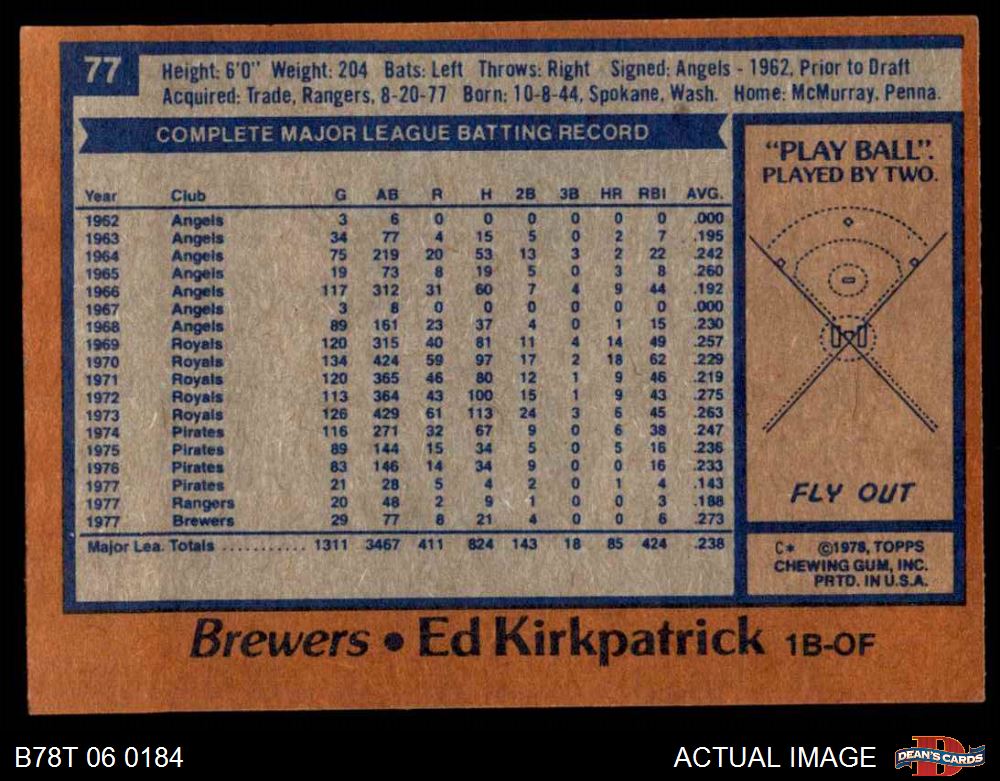 77
Height: 6'0" Weight: 204 Bats: Left Throws: Right Signed: Angels - 1962, Prior to Draft
Acquired: Trade, Rangers, 8-20-77 Born: 10-8-44, Spokane, Wash. Home: McMurray, Penna.
COMPLETE MAJOR LEAGUE BATTING RECORD
Year Club G AB R H 2B 3B HR RBI AVG.
1962 Angels 3 6 0 0 0 0 0 0 .000
1963 Angels 34 77 4 15 5 0 2 7 .195
1964 Angels 75 219 20 53 13 3 2 22 .242
1965 Angels 19 73 8 19 5 0 3 8 .260
1966 Angels 117 312 31 60 7 4 9 44 .192
1967 Angels 3 8 0 0 0 0 0 0 .000
1968 Angels 89 161 23 37 4 0 1 15 .230
1969 Royals 120 315 40 81 11 4 14 49 .257
1970 Royals 134 424 59 97 17 2 18 62 .229
1971 Royals 120 365 46 80 12 1 9 46 .219
1972 Royals 113 364 43 100 15 1 9 43 .275
1973 Royals 126 429 61 113 24 3 6 45 .263
1974 Pirates 116 271 32 67 9 0 6 38 .247
1975 Pirates 89 144 15 34 5 0 5 16 .236
1976 Pirates 83 146 14 34 9 0 0 16 .233
1977 Pirates 21 28 5 4 2 0 1 4 .143
1977 Rangers 20 48 2 9 1 0 0 3 .188
1977 Brewers 29 77 8 21 4 0 0 6 .273
Major Lea. Totals ........... 1311 3467 411 824 143 18 85 424 .238
"PLAY BALL".
PLAYED BY TWO.
FLY OUT
C* ©1978, TOPPS
CHEWING GUM, INC.
PRTD. IN U.S.A.
Brewers • Ed Kirkpatrick 1B-OF
B78T 06 0184
ACTUAL IMAGE
D
DEAN'S CARDS